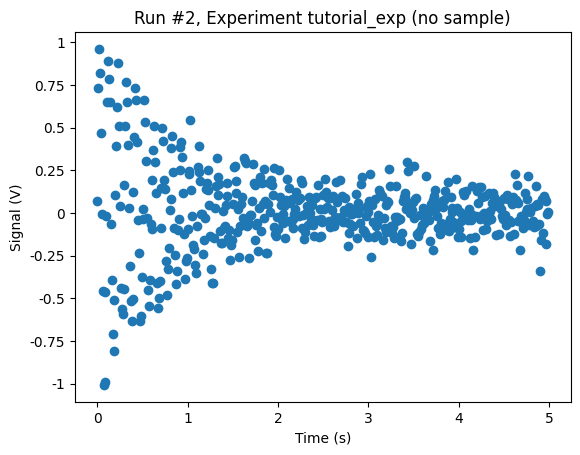 Run #2, Experiment tutorial_exp (no sample)
1
0.75
0.5
0.25
0
-0.25
-0.5
-0.75
-1
Signal (V)
0 1 2 3 4 5
Time (s)